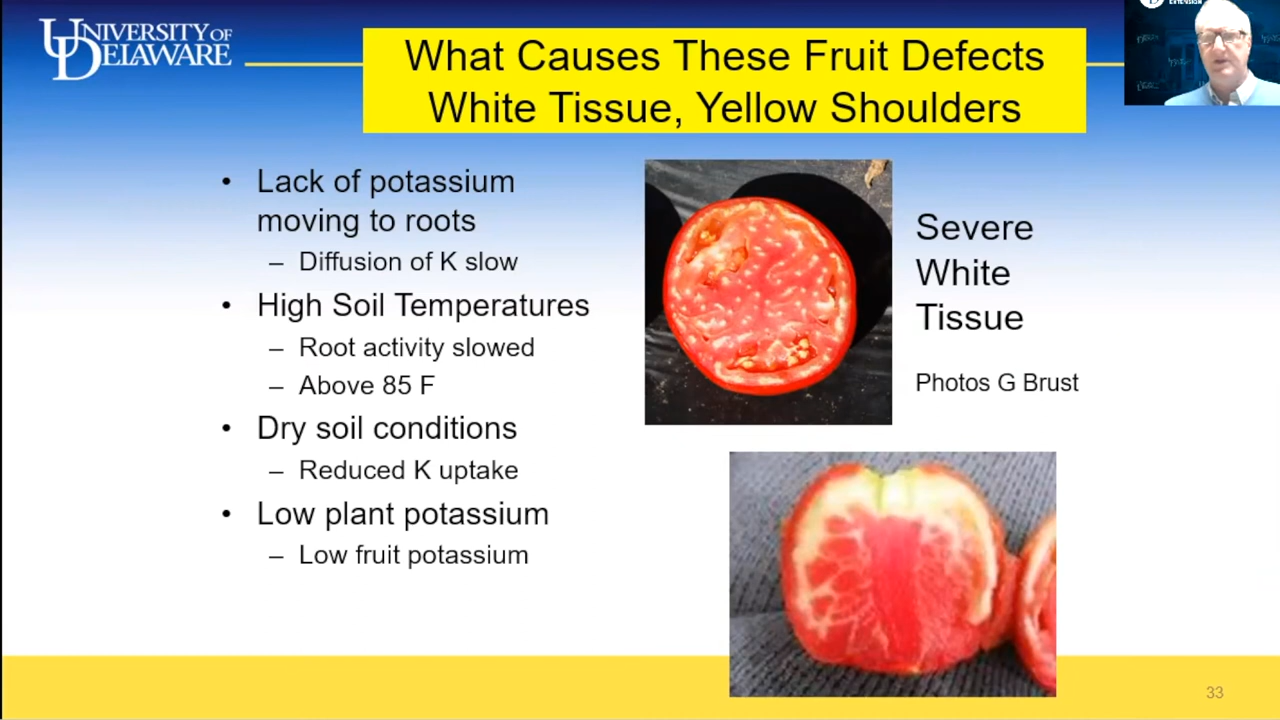 UNIVERSITY OF
DELAWARE
What Causes These Fruit Defects
White Tissue, Yellow Shoulders
• Lack of potassium
moving to roots
– Diffusion of K slow
• High Soil Temperatures
– Root activity slowed
– Above 85 F
• Dry soil conditions
– Reduced K uptake
• Low plant potassium
– Low fruit potassium
Severe
White
Tissue
Photos G Brust
33